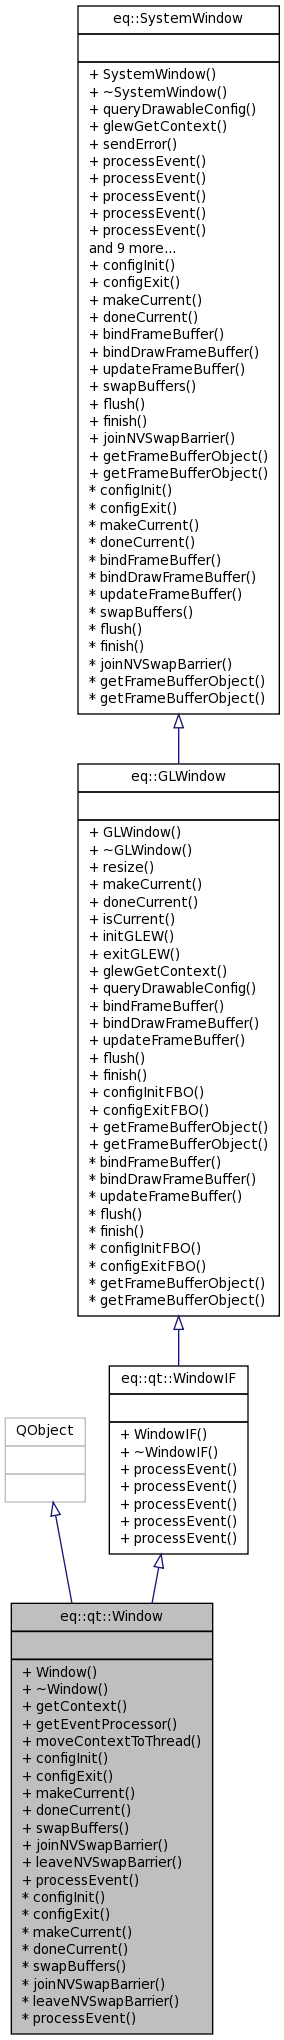 eq::SystemWindow
+ SystemWindow()
+ ~SystemWindow()
+ queryDrawableConfig()
+ glewGetContext()
+ sendError()
+ processEvent()
+ processEvent()
+ processEvent()
+ processEvent()
+ processEvent()
and 9 more...
+ configInit()
+ configExit()
+ makeCurrent()
+ doneCurrent()
+ bindFrameBuffer()
+ bindDrawFrameBuffer()
+ updateFrameBuffer()
+ swapBuffers()
+ flush()
+ finish()
+ joinNVSwapBarrier()
+ getFrameBufferObject()
+ getFrameBufferObject()
* configInit()
* configExit()
* makeCurrent()
* doneCurrent()
* bindFrameBuffer()
* bindDrawFrameBuffer()
* updateFrameBuffer()
* swapBuffers()
* flush()
* finish()
* joinNVSwapBarrier()
* getFrameBufferObject()
* getFrameBufferObject()
eq::GLWindow
+ GLWindow()
+ ~GLWindow()
+ resize()
+ makeCurrent()
+ doneCurrent()
+ isCurrent()
+ initGLEW()
+ exitGLEW()
+ glewGetContext()
+ queryDrawableConfig()
+ bindFrameBuffer()
+ bindDrawFrameBuffer()
+ updateFrameBuffer()
+ flush()
+ finish()
+ configInitFBO()
+ configExitFBO()
+ getFrameBufferObject()
+ getFrameBufferObject()
* bindFrameBuffer()
* bindDrawFrameBuffer()
* updateFrameBuffer()
* flush()
* finish()
* configInitFBO()
* configExitFBO()
* getFrameBufferObject()
* getFrameBufferObject()
eq::qt::WindowIF
+ WindowIF()
+ ~WindowIF()
+ processEvent()
+ processEvent()
+ processEvent()
+ processEvent()
+ processEvent()
QObject
eq::qt::Window
+ Window()
+ ~Window()
+ getContext()
+ getEventProcessor()
+ moveContextToThread()
+ configInit()
+ configExit()
+ makeCurrent()
+ doneCurrent()
+ swapBuffers()
+ joinNVSwapBarrier()
+ leaveNVSwapBarrier()
+ processEvent()
* configInit()
* configExit()
* makeCurrent()
* doneCurrent()
* swapBuffers()
* joinNVSwapBarrier()
* leaveNVSwapBarrier()
* processEvent()